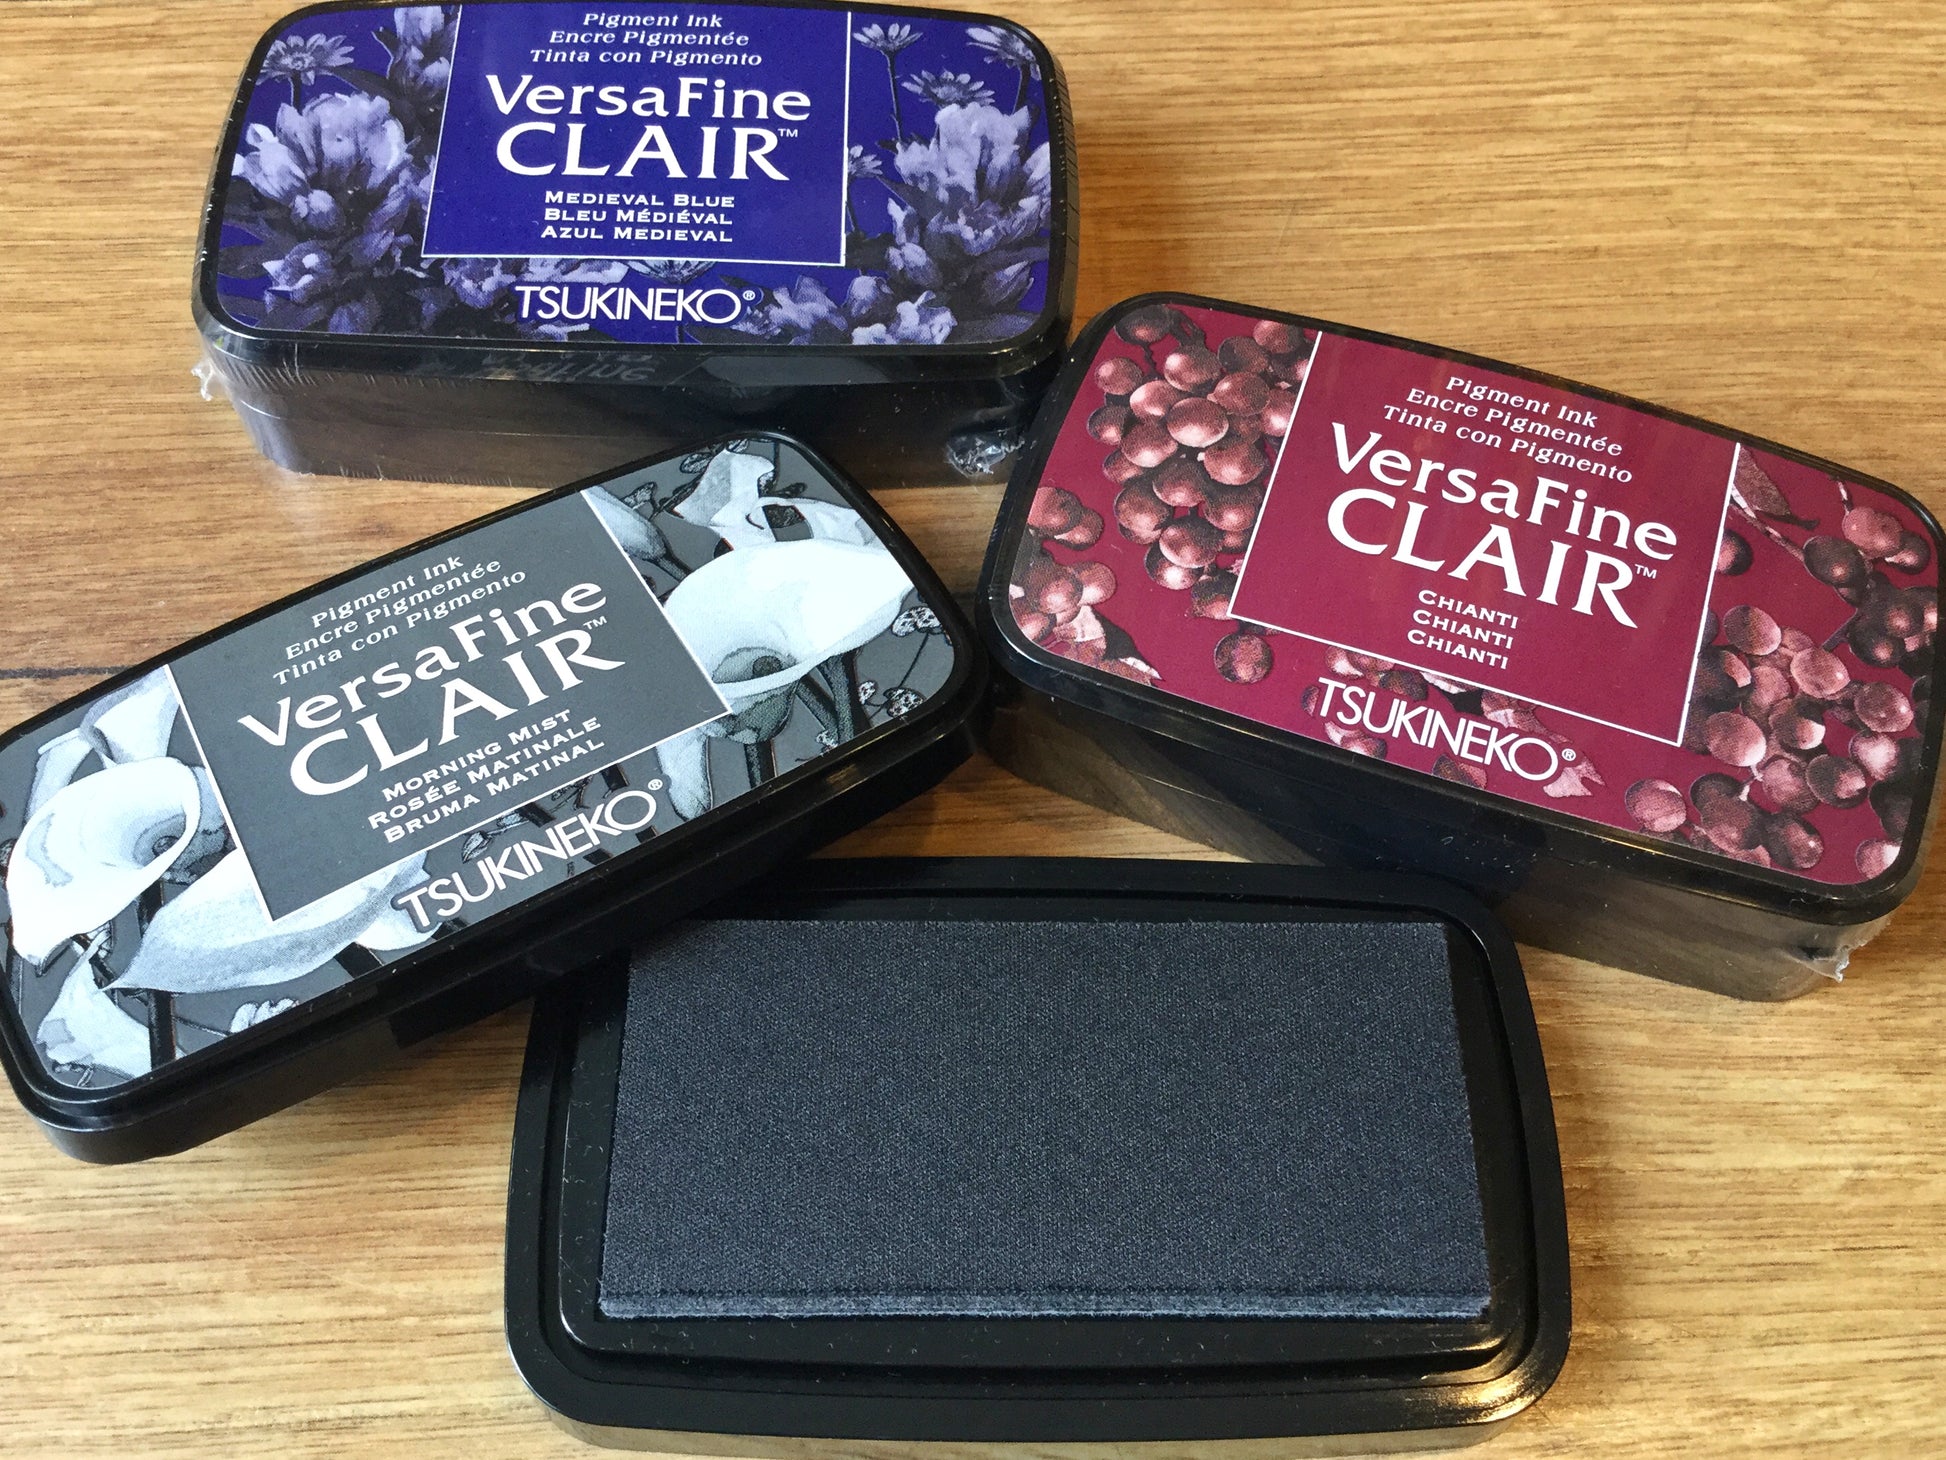 Pigment Ink
Encre Pigmentée
Tinta con Pigmento
VersaFine
CLAIR™
MEDIEVAL BLUE
BLEU MÉDIÉVAL
AZUL MEDIEVAL
TSUKINEKO®
Pigment Ink
Encre Pigmentée
Tinta con Pigmento
VersaFine
CLAIR™
CHIANTI
CHIANTI
CHIANTI
TSUKINEKO®
Pigment Ink
Encre Pigmentée
Tinta con Pigmento
VersaFine
CLAIR™
MORNING MIST
ROSÉE MATINALE
BRUMA MATINAL
TSUKINEKO®